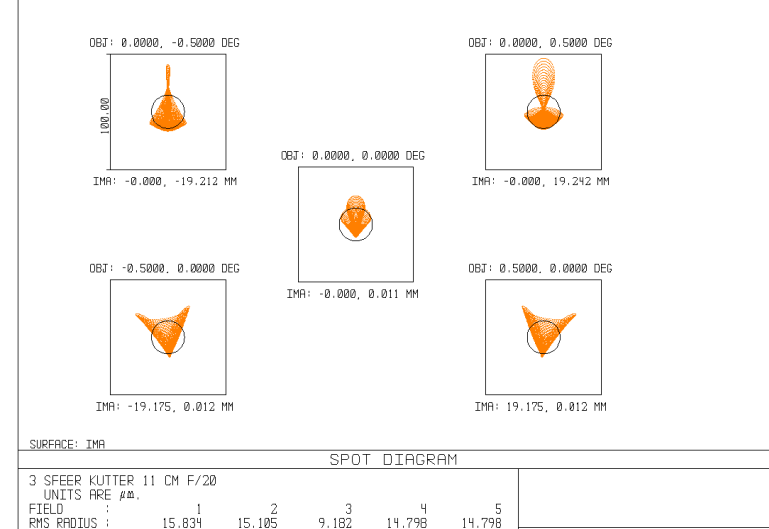 OBJ: 0.0000, -0.5000 DEG
OBJ: 0.0000, 0.5000 DEG
100.00
IMA: -0.000, -19.212 MM
IMA: -0.000, 19.242 MM
OBJ: 0.0000, 0.0000 DEG
IMA: -0.000, 0.011 MM
OBJ: -0.5000, 0.0000 DEG
OBJ: 0.5000, 0.0000 DEG
IMA: -19.175, 0.012 MM
IMA: 19.175, 0.012 MM
SURFACE: IMA
SPOT DIAGRAM
3 SFEER KUTTER 11 CM F/20
UNITS ARE µm.
FIELD : 1 2 3 4 5
RMS RADIUS : 15.834 15.105 9.182 14.798 14.798